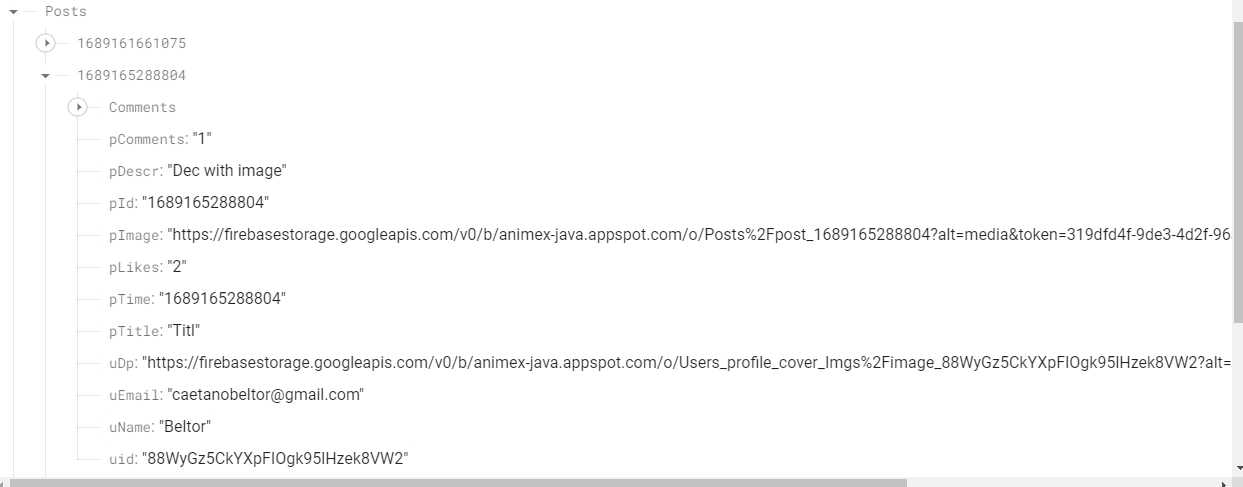 Posts
1689161661075
1689165288804
Comments
pComments: "1"
pDescr: "Dec with image"
pId: "1689165288804"
pImage: "https://firebasestorage.googleapis.com/v0/b/animex-java.appspot.com/o/Posts%2Fpost_1689165288804?alt=media&token=319dfd4f-9de3-4d2f-96
pLikes: "2"
pTime: "1689165288804"
pTitle: "Titl"
uDp: "https://firebasestorage.googleapis.com/v0/b/animex-java.appspot.com/o/Users_profile_cover_Imgs%2Fimage_88WyGz5CkYXpFIOgk95IHzek8VW2?alt=
uEmail: "caetanobeltor@gmail.com"
uName: "Beltor"
uid: "88WyGz5CkYXpFIOgk95IHzek8VW2"